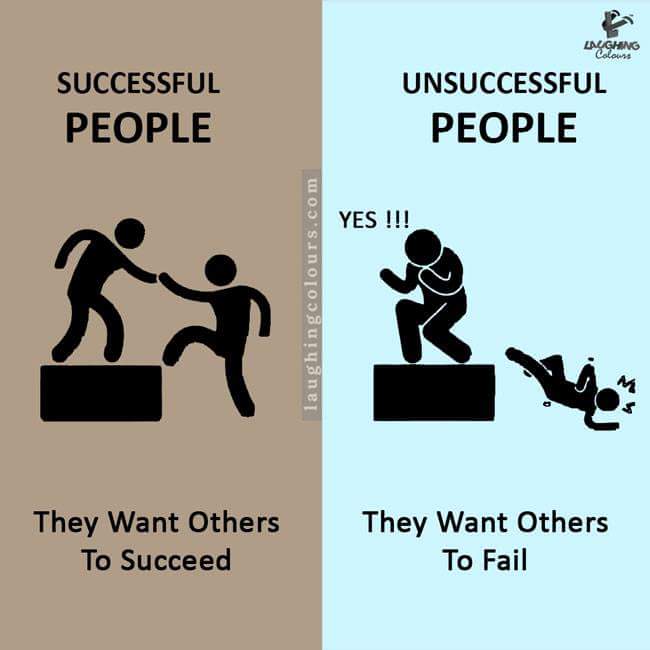 LAUGHING
Colours
SUCCESSFUL
PEOPLE
UNSUCCESSFUL
PEOPLE
YES !!!
laughingcolours.com
They Want Others
To Succeed
They Want Others
To Fail